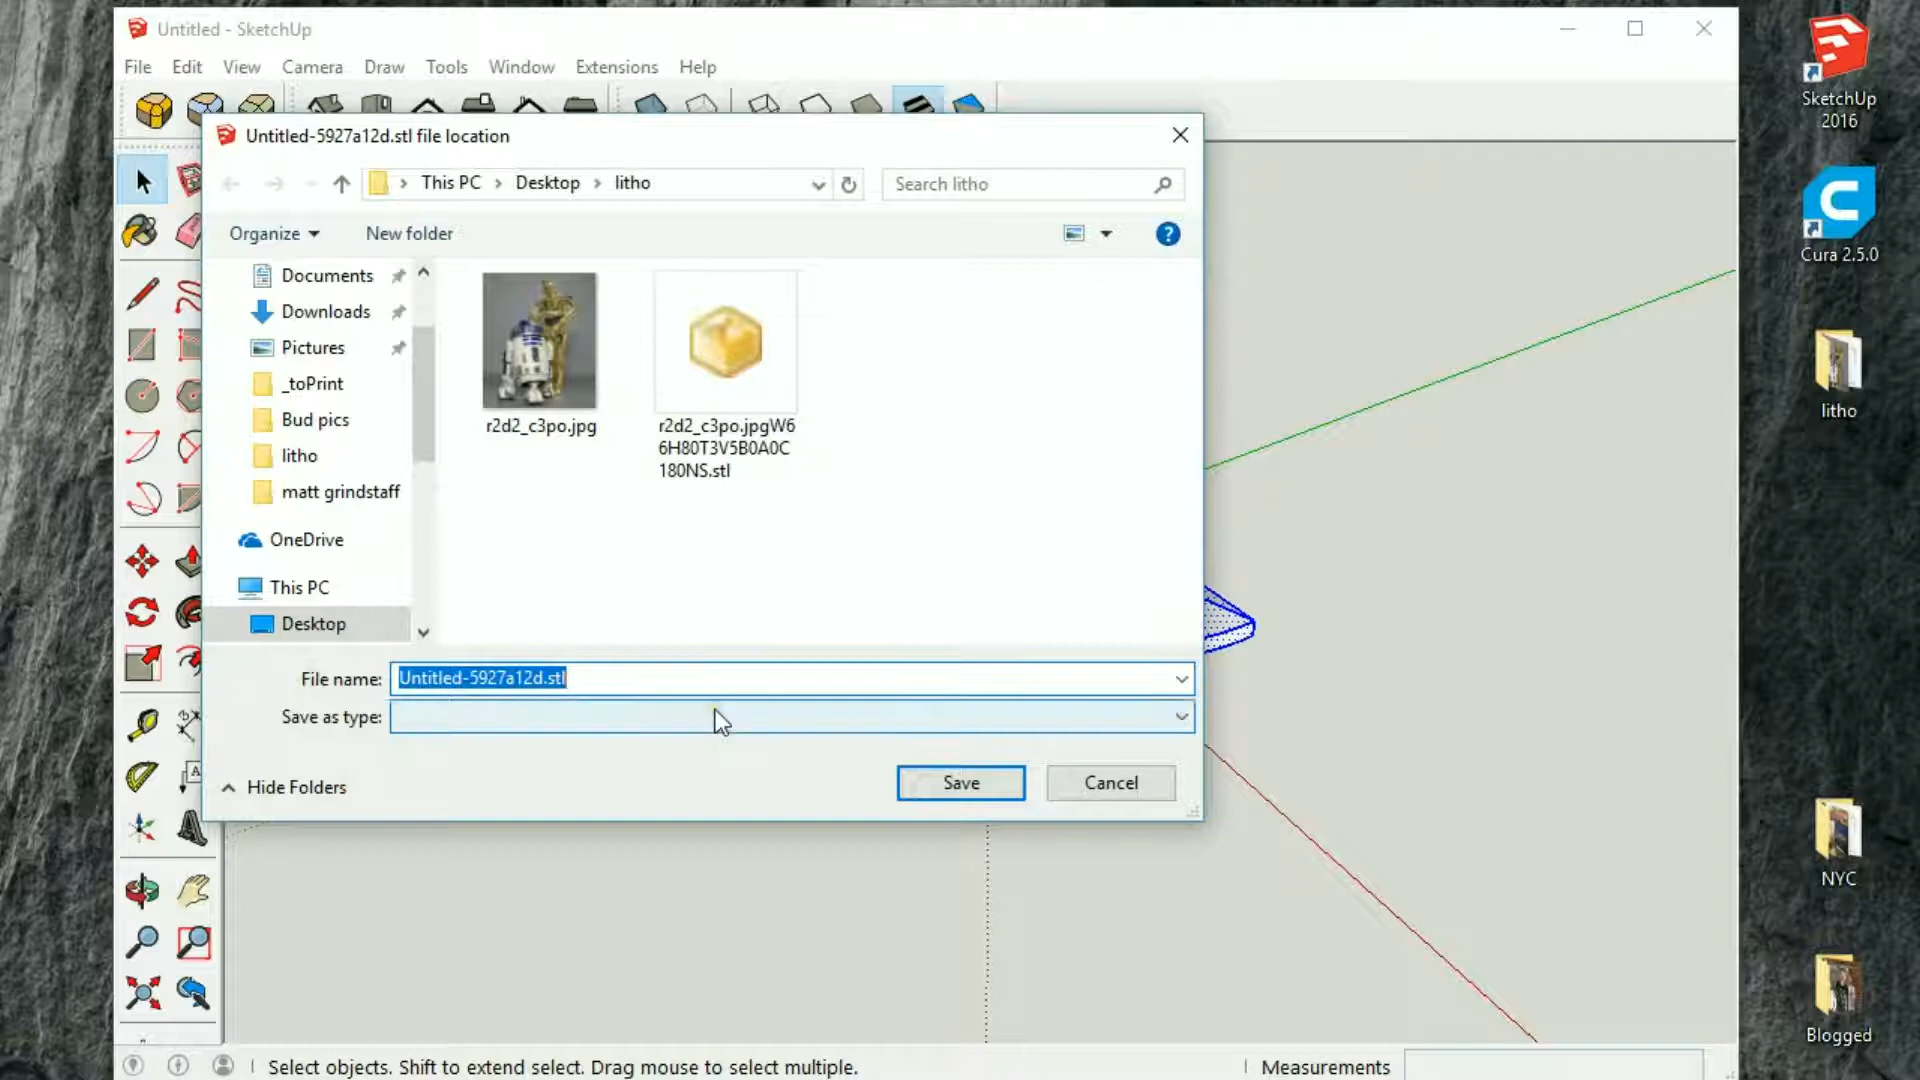 Untitled - SketchUp
File Edit View Camera Draw Tools Window Extensions Help
Untitled-5927a12d.stl file location
This PC Desktop litho
Search litho
Organize New folder
Documents
Downloads
Pictures
_toPrint
Bud pics
litho
matt grindstaff
OneDrive
This PC
Desktop
r2d2_c3po.jpg
r2d2_c3po.jpgW6
6H80T3V5B0A0C
180NS.stl
File name: Untitled-5927a12d.stl
Save as type:
Hide Folders
Save
Cancel
Select objects. Shift to extend select. Drag mouse to select multiple.
Measurements
SketchUp
2016
Cura 2.5.0
litho
NYC
Blogged